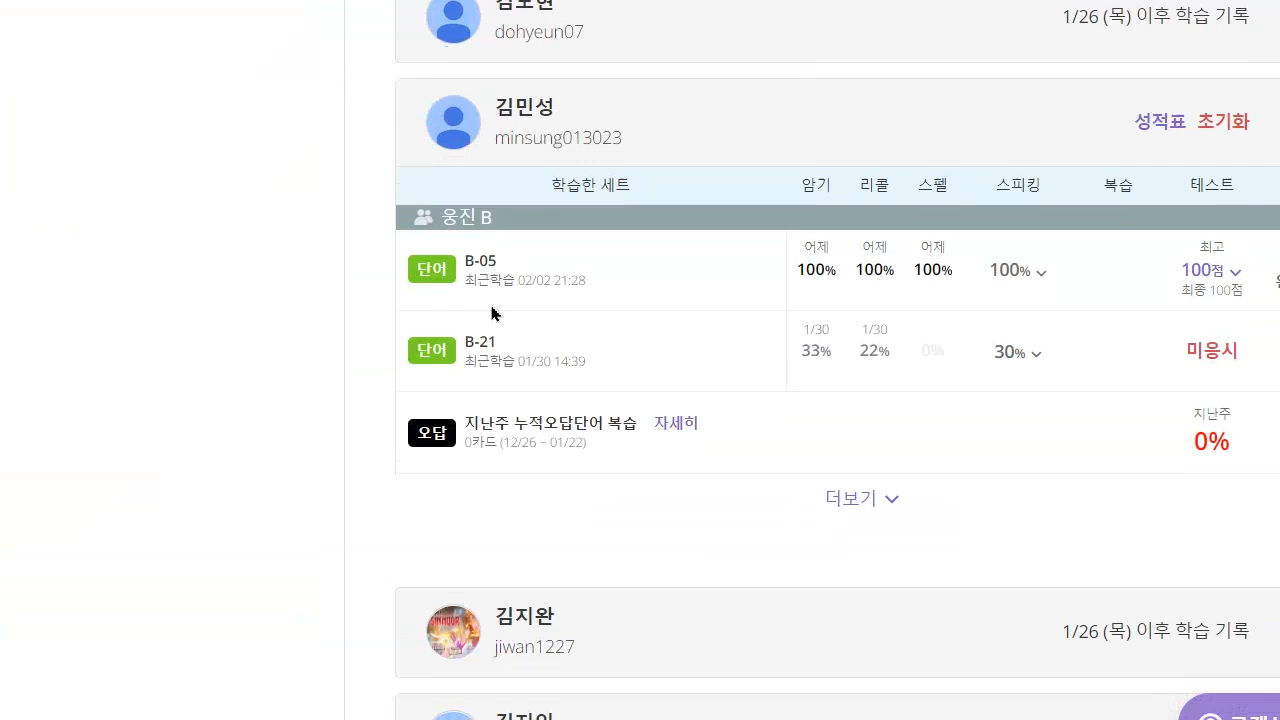 dohyeun07
1/26 (목) 이후 학습 기록
김민성
minsung013023
성적표 초기화
학습한 세트 암기 리콜 스펠 스피킹 복습 테스트
웅진 B
단어 B-05
최근학습 02/02 21:28
어제 어제 어제 최고
100% 100% 100% 100% 100점
최종 100점
단어 B-21
최근학습 01/30 14:39
1/30 1/30
33% 22% 0% 30% 미응시
오답 지난주 누적오답단어 복습 자세히
0카드 (12/26 ~ 01/22)
지난주
0%
더보기
김지완
jiwan1227
1/26 (목) 이후 학습 기록